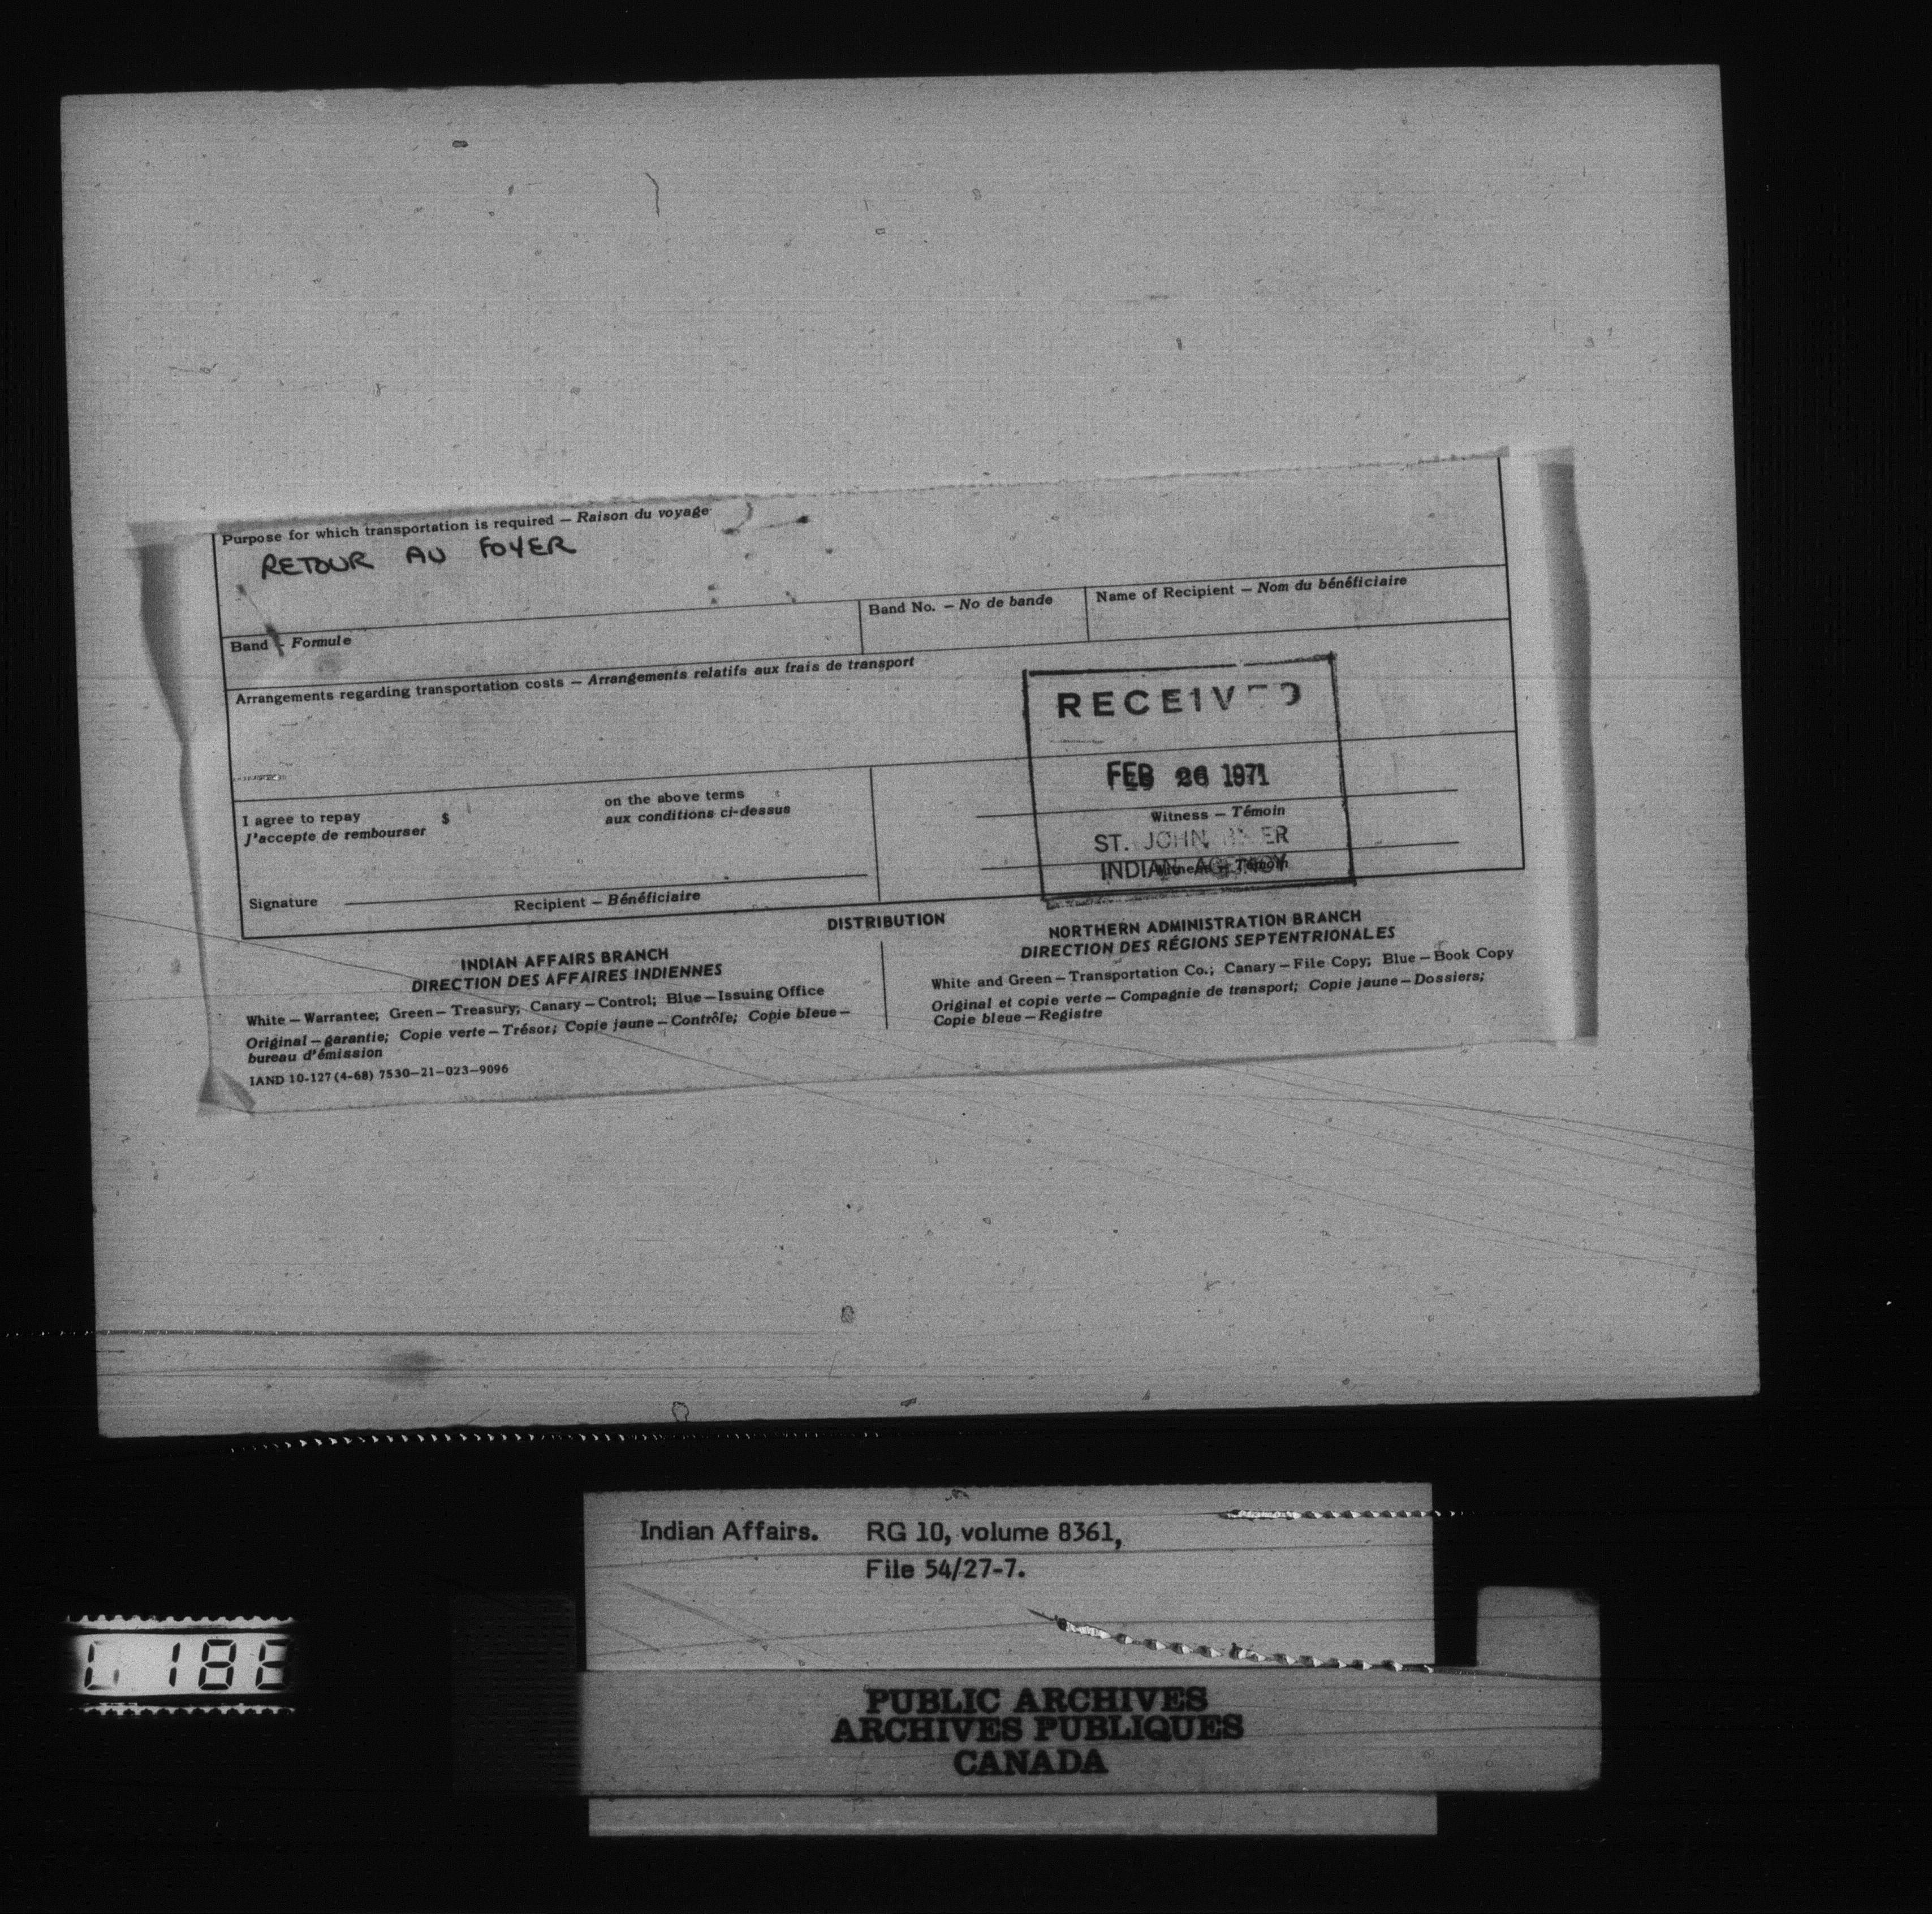 Purpose for which transportation is required – Raison du voyage
RETOUR AU FOYER
Band – Formule
Band No. – No de bande
Name of Recipient – Nom du bénéficiaire
Arrangements regarding transportation costs – Arrangements relatifs aux frais de transport
RECEIVED
FEB 26 1971
I agree to repay $ on the above terms
J'accepte de rembourser aux conditions ci-dessus
Witness – Témoin
ST. JOHN RIVER
INDIAN AGENCY
Witness – Témoin
Signature
Recipient – Bénéficiaire
DISTRIBUTION
INDIAN AFFAIRS BRANCH
DIRECTION DES AFFAIRES INDIENNES
White – Warrantee; Green – Treasury; Canary – Control; Blue – Issuing Office
Original – garantie; Copie verte – Trésor; Copie jaune – Contrôle; Copie bleue –
bureau d'émission
IAND 10-127 (4-68) 7530-21-023-9096
NORTHERN ADMINISTRATION BRANCH
DIRECTION DES RÉGIONS SEPTENTRIONALES
White and Green – Transportation Co.; Canary – File Copy; Blue – Book Copy
Original et copie verte – Compagnie de transport; Copie jaune – Dossiers;
Copie bleue – Registre
Indian Affairs. RG 10, volume 8361,
File 54/27-7.
PUBLIC ARCHIVES
ARCHIVES PUBLIQUES
CANADA